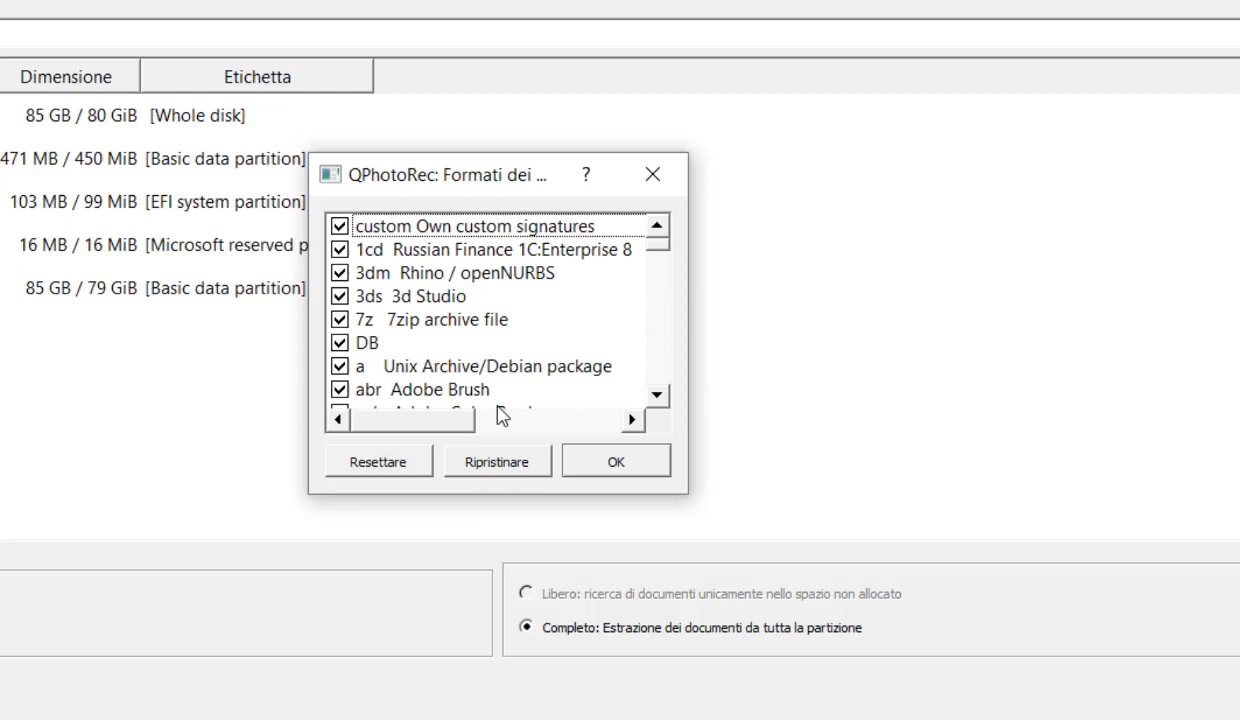 Dimensione Etichetta
85 GB / 80 GiB [Whole disk]
471 MB / 450 MiB [Basic data partition]
103 MB / 99 MiB [EFI system partition]
16 MB / 16 MiB [Microsoft reserved p
85 GB / 79 GiB [Basic data partition]
QPhotoRec: Formati dei ... ?
custom Own custom signatures
1cd Russian Finance 1C:Enterprise 8
3dm Rhino / openNURBS
3ds 3d Studio
7z 7zip archive file
DB
a Unix Archive/Debian package
abr Adobe Brush
Resettare Ripristinare OK
Libero: ricerca di documenti unicamente nello spazio non allocato
Completo: Estrazione dei documenti da tutta la partizione